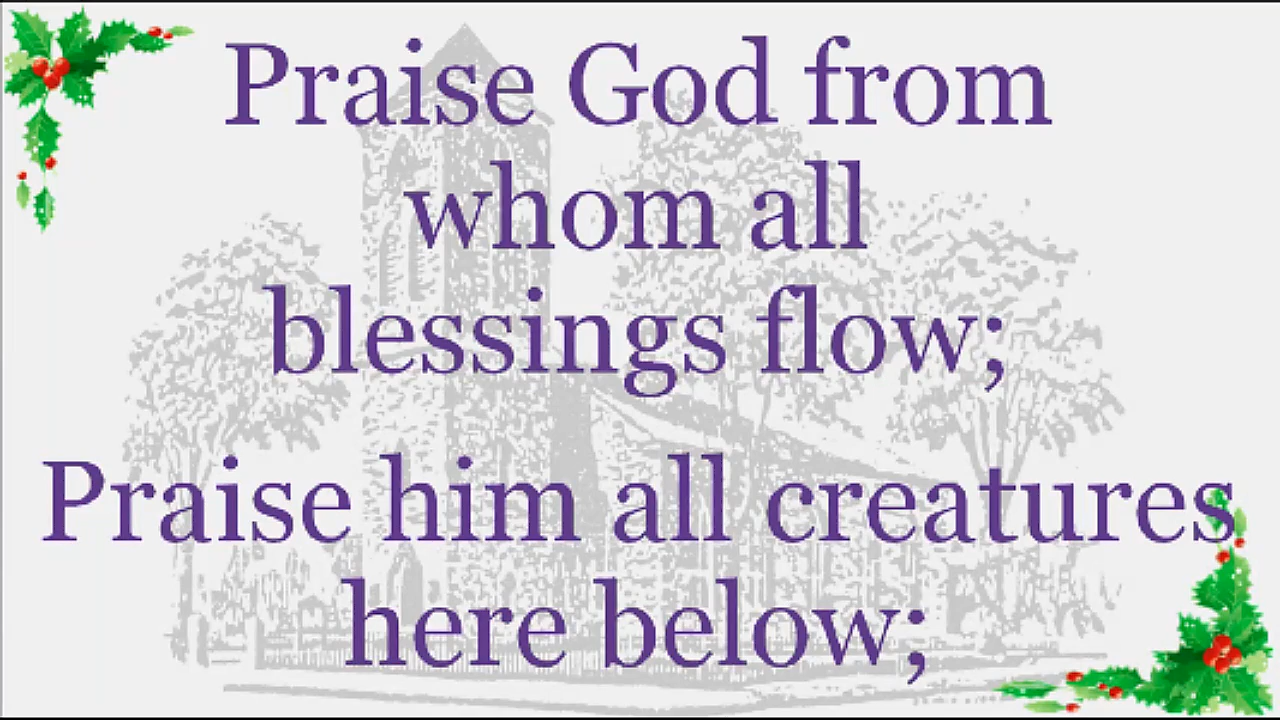 Praise God from
whom all
blessings flow;
Praise him all creatures
here below;